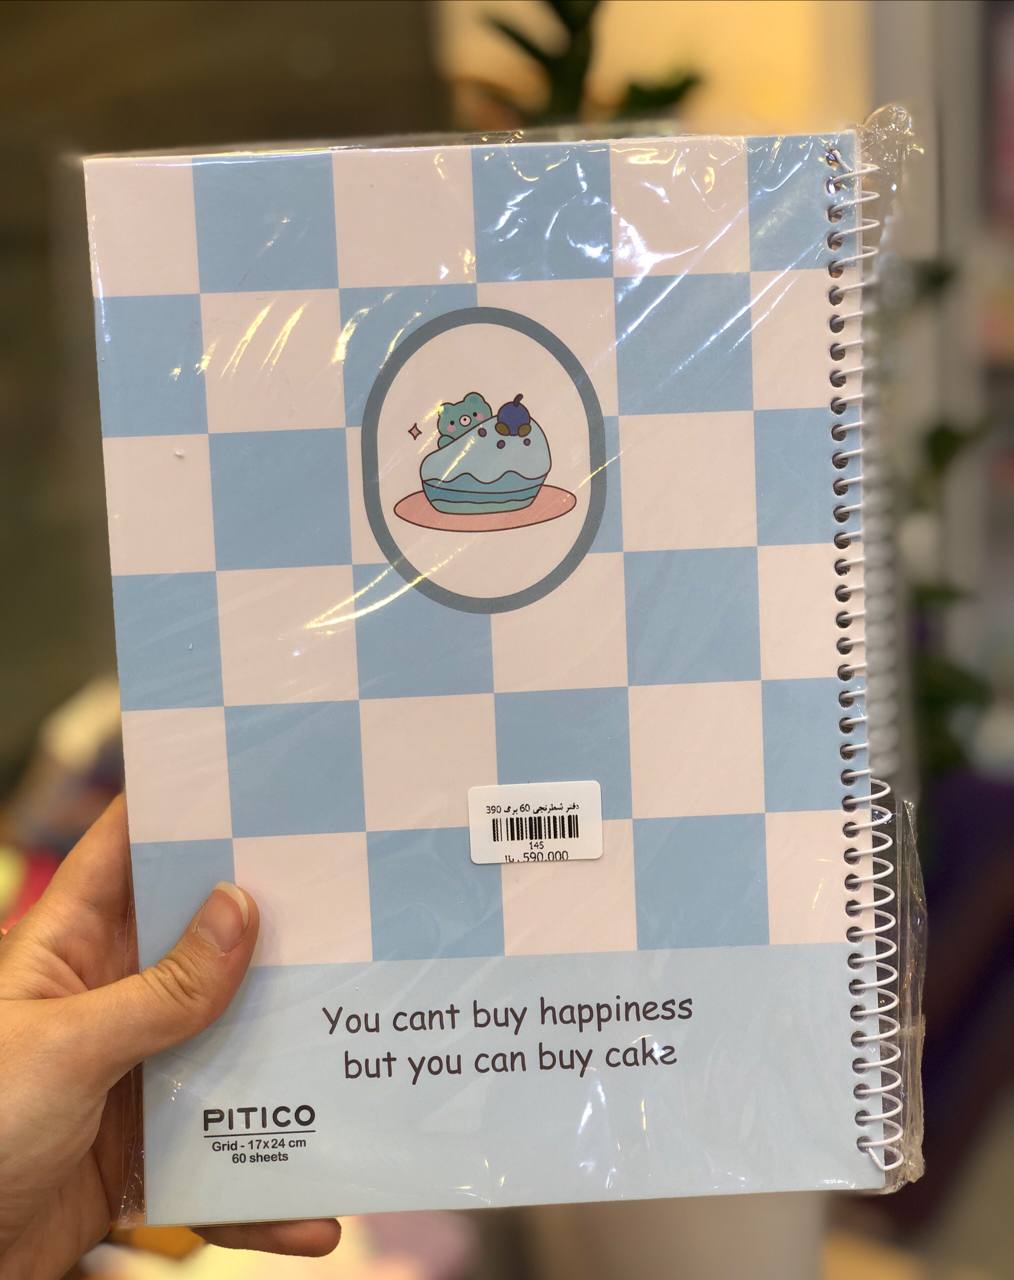 دفتر شطرنجی 60 برگ 390
145
590,000
You cant buy happiness
but you can buy cake
PITICO
Grid - 17x24 cm
60 sheets